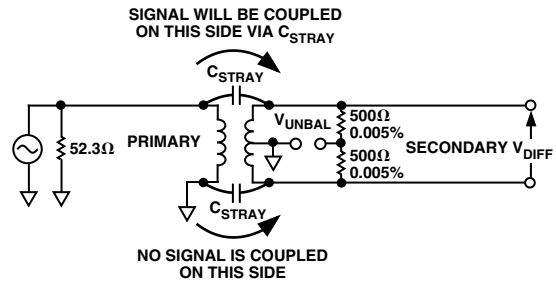 SIGNAL WILL BE COUPLED
ON THIS SIDE VIA CSTRAY
CSTRAY
VUNBAL
500Ω
0.005%
PRIMARY
SECONDARY VDIFF
52.3Ω
500Ω
0.005%
CSTRAY
NO SIGNAL IS COUPLED
ON THIS SIDE